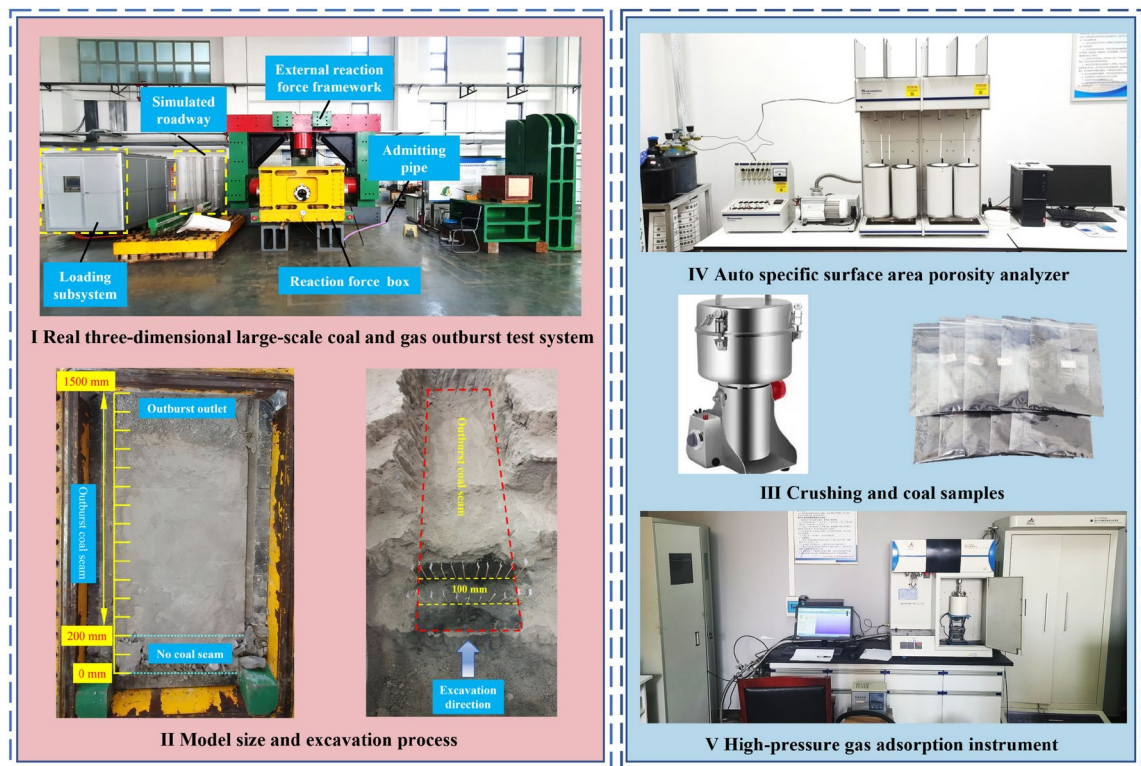 External reaction
force framework
Simulated
roadway
Admitting
pipe
Loading
subsystem
Reaction force box
I Real three-dimensional large-scale coal and gas outburst test system
1500 mm
Outburst outlet
Outburst coal seam
200 mm
No coal seam
0 mm
Outburst coal seam
100 mm
Excavation
direction
II Model size and excavation process
IV Auto specific surface area porosity analyzer
III Crushing and coal samples
V High-pressure gas adsorption instrument